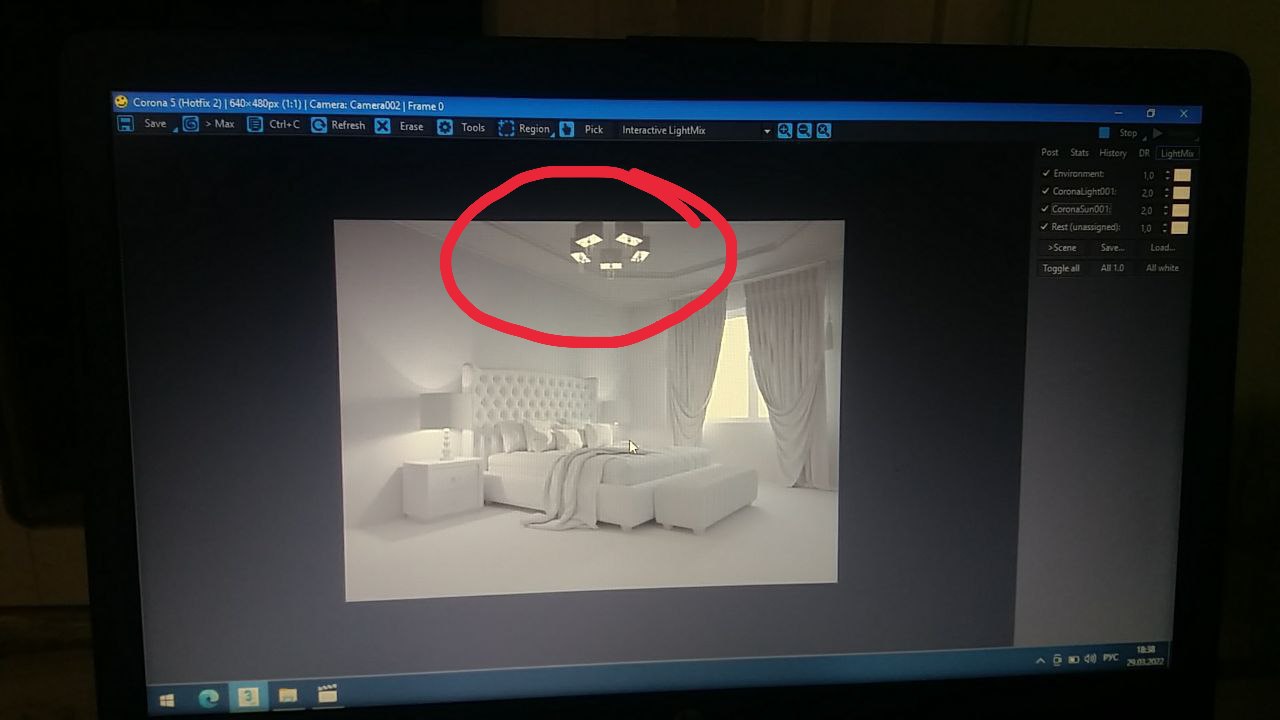 Corona 5 (Hotfix 2) | 640×480px (1:1) | Camera: Camera002 | Frame 0
Save > Max Ctrl+C Refresh Erase Tools Region Pick Interactive LightMix Stop
Post Stats History DR LightMix
Environment: 1,0
CoronaLight001: 2,0
CoronaSun001: 2,0
Rest (unassigned): 1,0
>Scene Save... Load...
Toggle all All 1.0 All white
3
РУС
18:38
29.03.2022